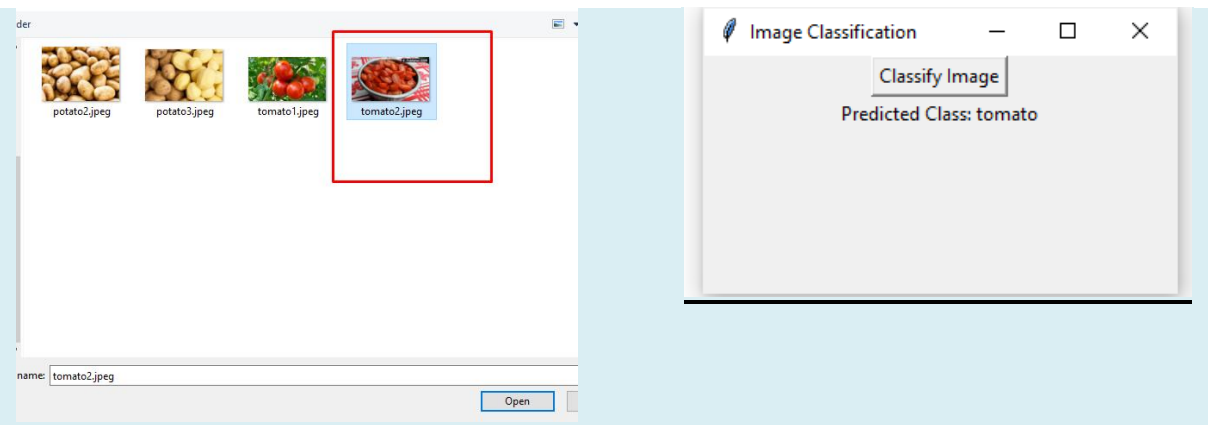 der
potato2.jpeg
potato3.jpeg
tomato1.jpeg
tomato2.jpeg
name: tomato2.jpeg
Open
Image Classification
Classify Image
Predicted Class: tomato